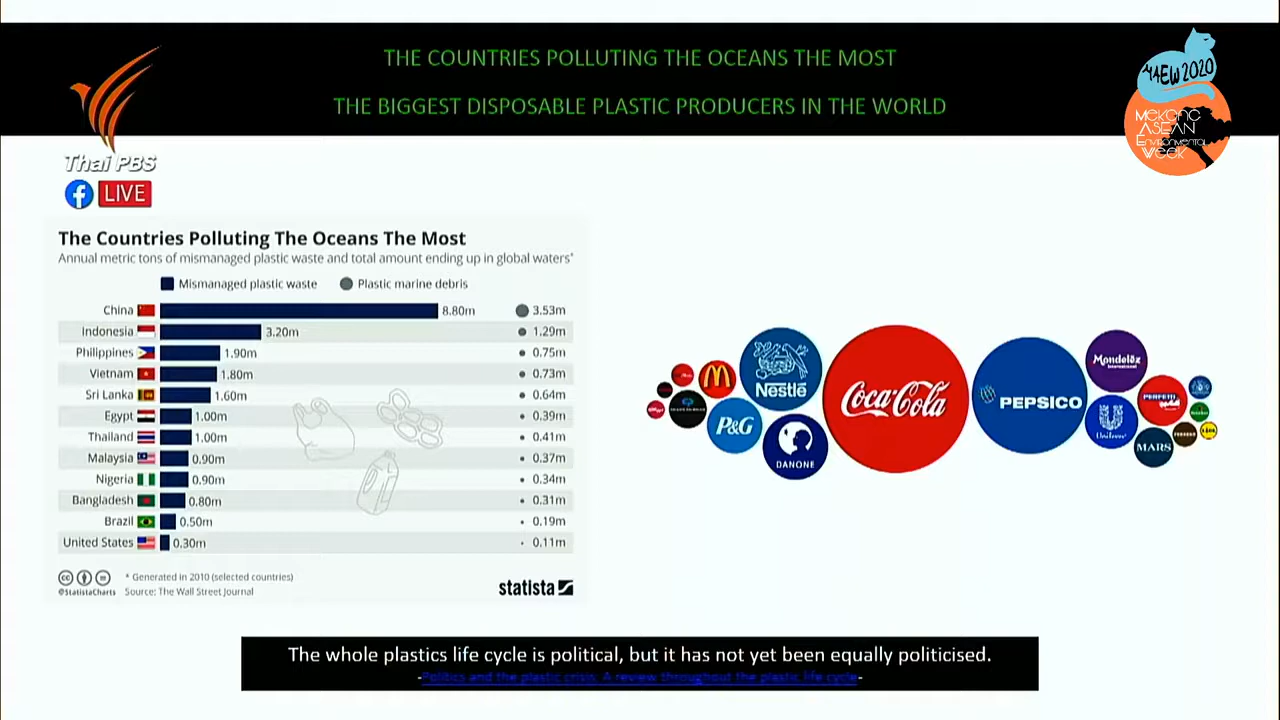 THE COUNTRIES POLLUTING THE OCEANS THE MOST
THE BIGGEST DISPOSABLE PLASTIC PRODUCERS IN THE WORLD
MAEW 2020
MEKONG
ASEAN
Environmental
Week
Thai PBS
LIVE
The Countries Polluting The Oceans The Most
Annual metric tons of mismanaged plastic waste and total amount ending up in global waters*
Mismanaged plastic waste Plastic marine debris
China 8.80m 3.53m
Indonesia 3.20m 1.29m
Philippines 1.90m 0.75m
Vietnam 1.80m 0.73m
Sri Lanka 1.60m 0.64m
Egypt 1.00m 0.39m
Thailand 1.00m 0.41m
Malaysia 0.90m 0.37m
Nigeria 0.90m 0.34m
Bangladesh 0.80m 0.31m
Brazil 0.50m 0.19m
United States 0.30m 0.11m
* Generated in 2010 (selected countries)
@StatistaCharts Source: The Wall Street Journal
statista
Nestlé
P&G
DANONE
Coca-Cola
PEPSICO
Mondelēz
International
Unilever
PERFETTI
MARS
The whole plastics life cycle is political, but it has not yet been equally politicised.
-Politics and the plastic crisis: A review throughout the plastic life cycle-